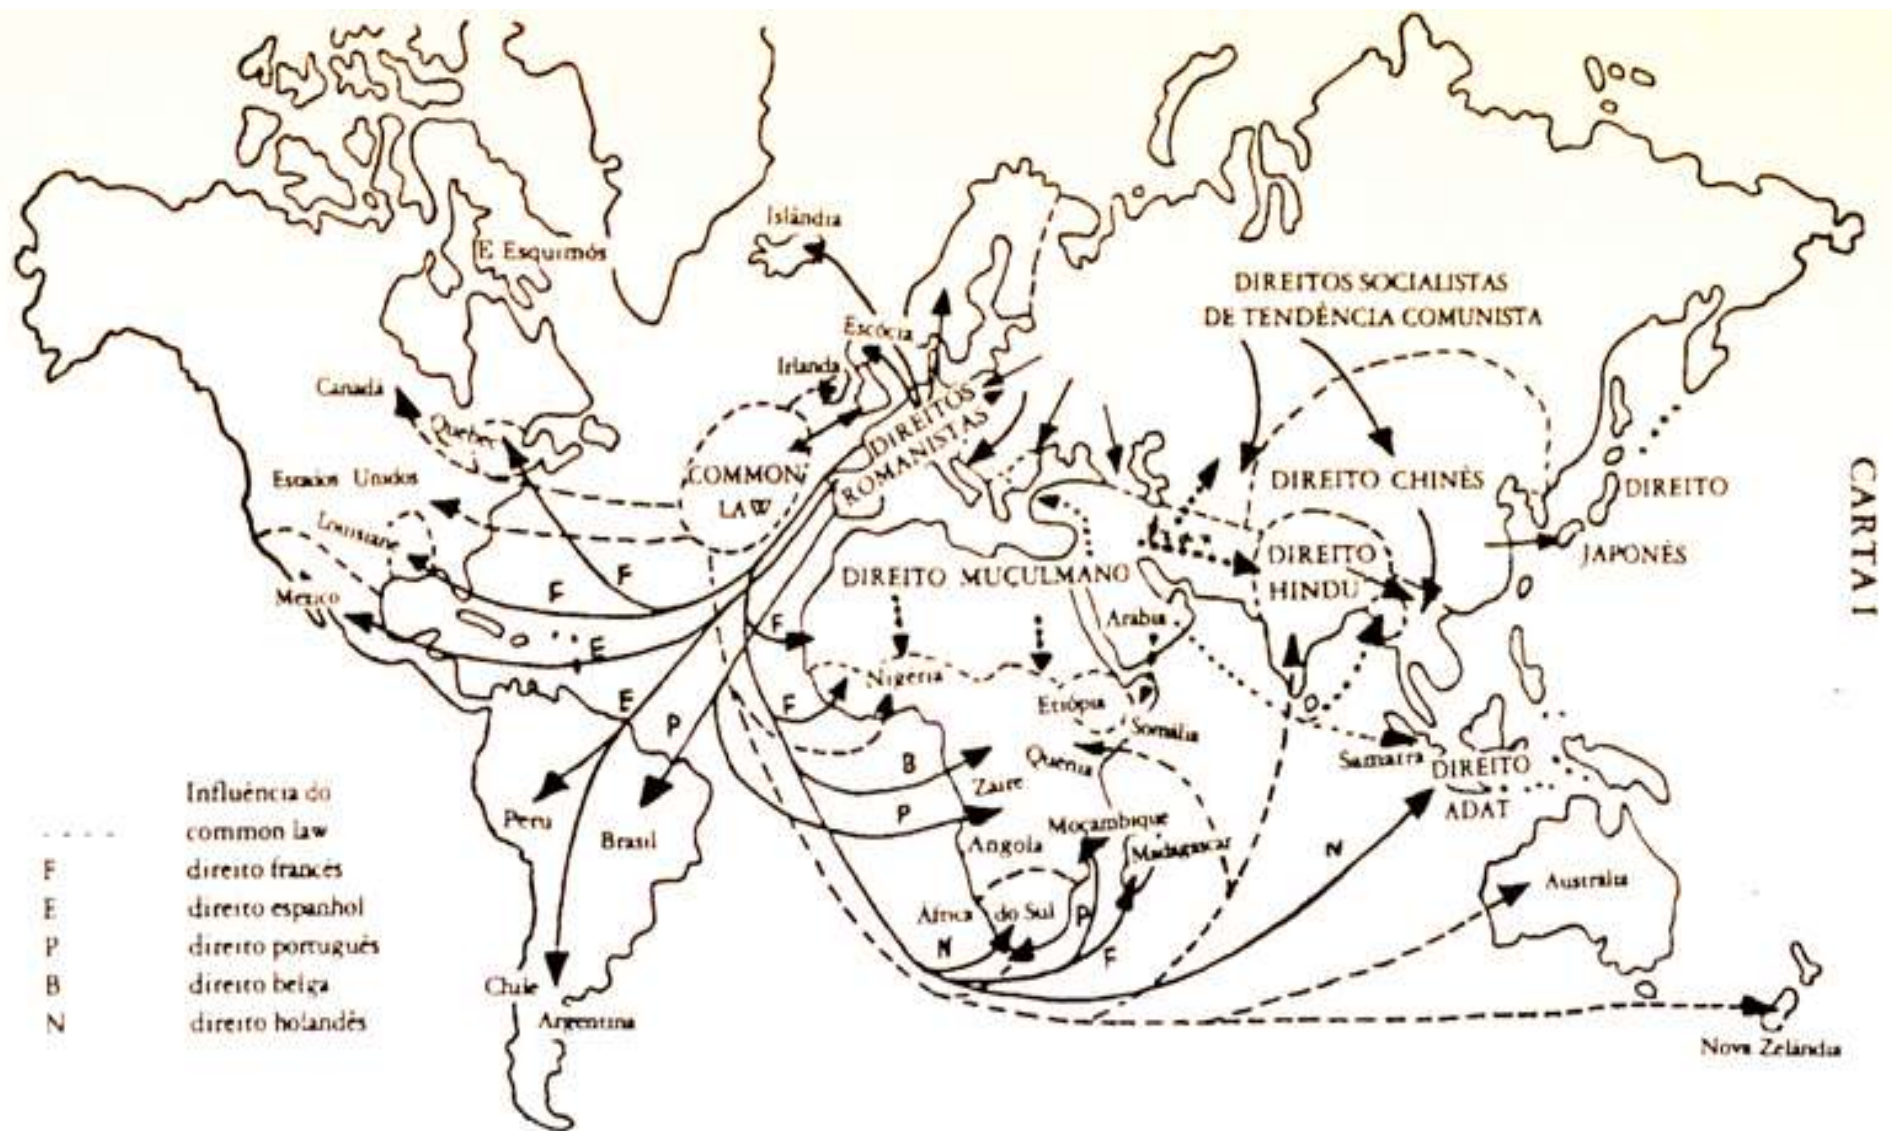 Islândia
E Esquimós
DIREITOS SOCIALISTAS
DE TENDÊNCIA COMUNISTA
Escócia
Irlanda
Canadá
Quebec
DIREITOS
ROMANISTAS
COMMON
LAW
Estados Unidos
Louisiane
DIREITO CHINÊS
DIREITO
JAPONÊS
CARTA I
DIREITO
HINDU
DIREITO MUÇULMANO
México
F
F
F
E
Arabia
Nigéria
Etiópia
Somália
E
P
F
B
P
Quénia
Zaire
Samatra
DIREITO
ADAT
Peru
Brasil
Angola
Moçambique
Madagascar
N
Austrália
África do Sul
N
P
F
Chile
Argentina
Nova Zelândia
Influência do
- - - - common law
F direito francês
E direito espanhol
P direito português
B direito belga
N direito holandês